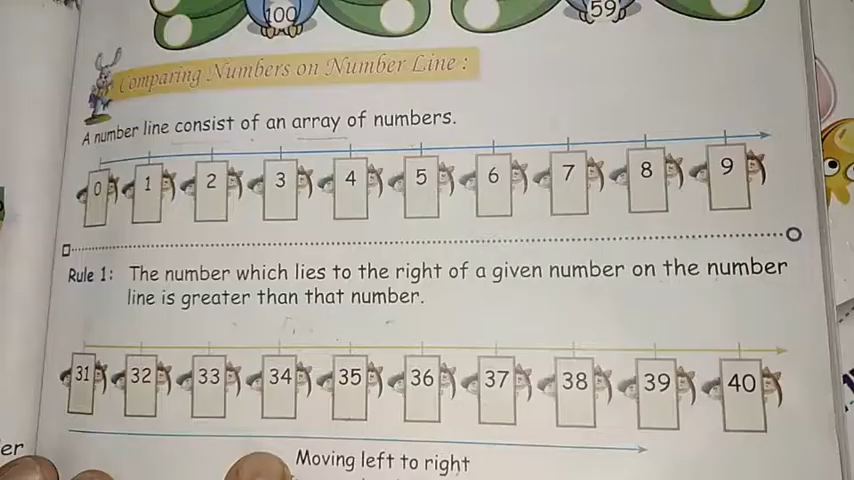 100
59
Comparing Numbers on Number Line :
A number line consist of an array of numbers.
0 1 2 3 4 5 6 7 8 9
Rule 1: The number which lies to the right of a given number on the number
line is greater than that number.
31 32 33 34 35 36 37 38 39 40
er
Moving left to right